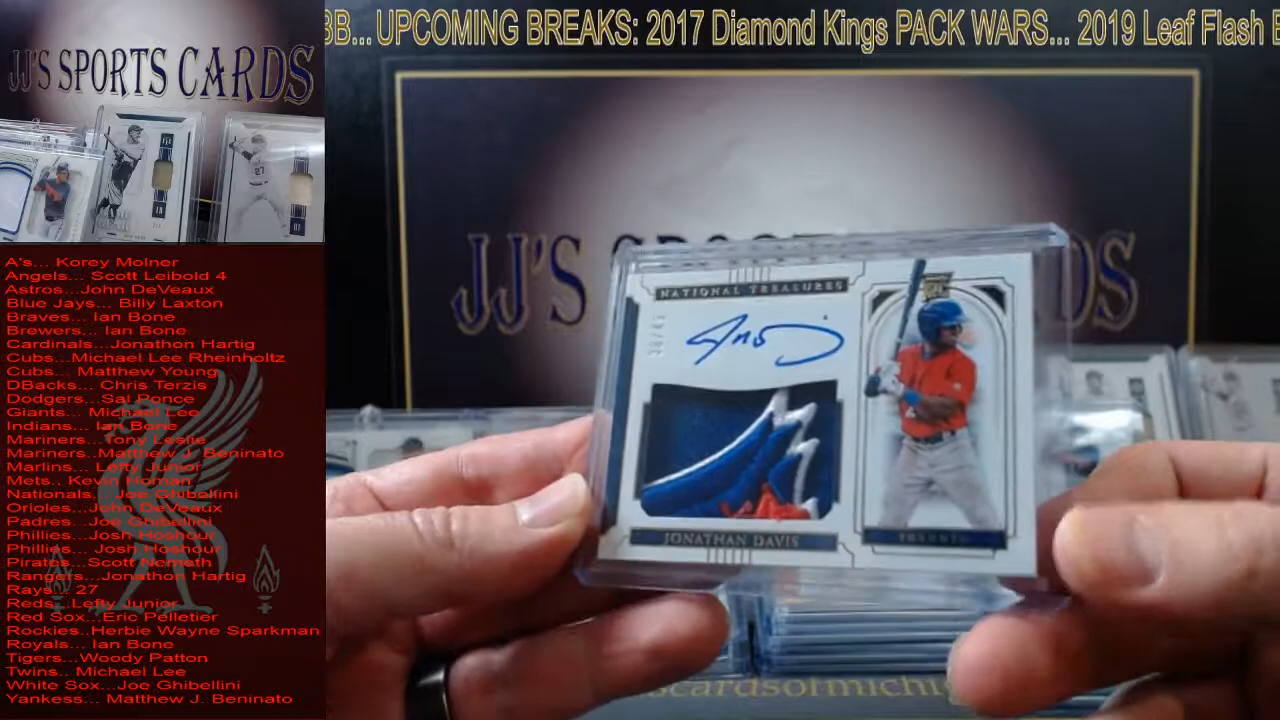 BB... UPCOMING BREAKS: 2017 Diamond Kings PACK WARS... 2019 Leaf Flash
JJ'S SPORTS CARDS
27
A's... Korey Molner
Angels... Scott Leibold 4
Astros...John DeVeaux
Blue Jays... Billy Laxton
Braves... Ian Bone
Brewers... Ian Bone
Cardinals...Jonathon Hartig
Cubs...Michael Lee Rheinholtz
Cubs... Matthew Young
DBacks... Chris Terzis
Dodgers...Sal Ponce
Giants... Michael Lee
Indians... Ian Bone
Mariners...Tony Leslie
Mariners..Matthew J. Beninato
Marlins... Lefty Junior
Mets... Kevin Homan
Nationals... Joe Ghibellini
Orioles...John DeVeaux
Padres...Joe Ghibellini
Phillies... Josh Hoshour
Phillies... Josh Hoshour
Pirates...Scott Nemeth
Rangers...Jonathon Hartig
Rays... 27
Reds...Lefty Junior
Red Sox...Eric Pelletier
Rockies..Herbie Wayne Sparkman
Royals... Ian Bone
Tigers...Woody Patton
Twins.. Michael Lee
White Sox...Joe Ghibellini
Yankess... Matthew J. Beninato
JJ'S
DS
NATIONAL TREASURES
RC
JONATHAN DAVIS
TORONTO
scardsofmichi